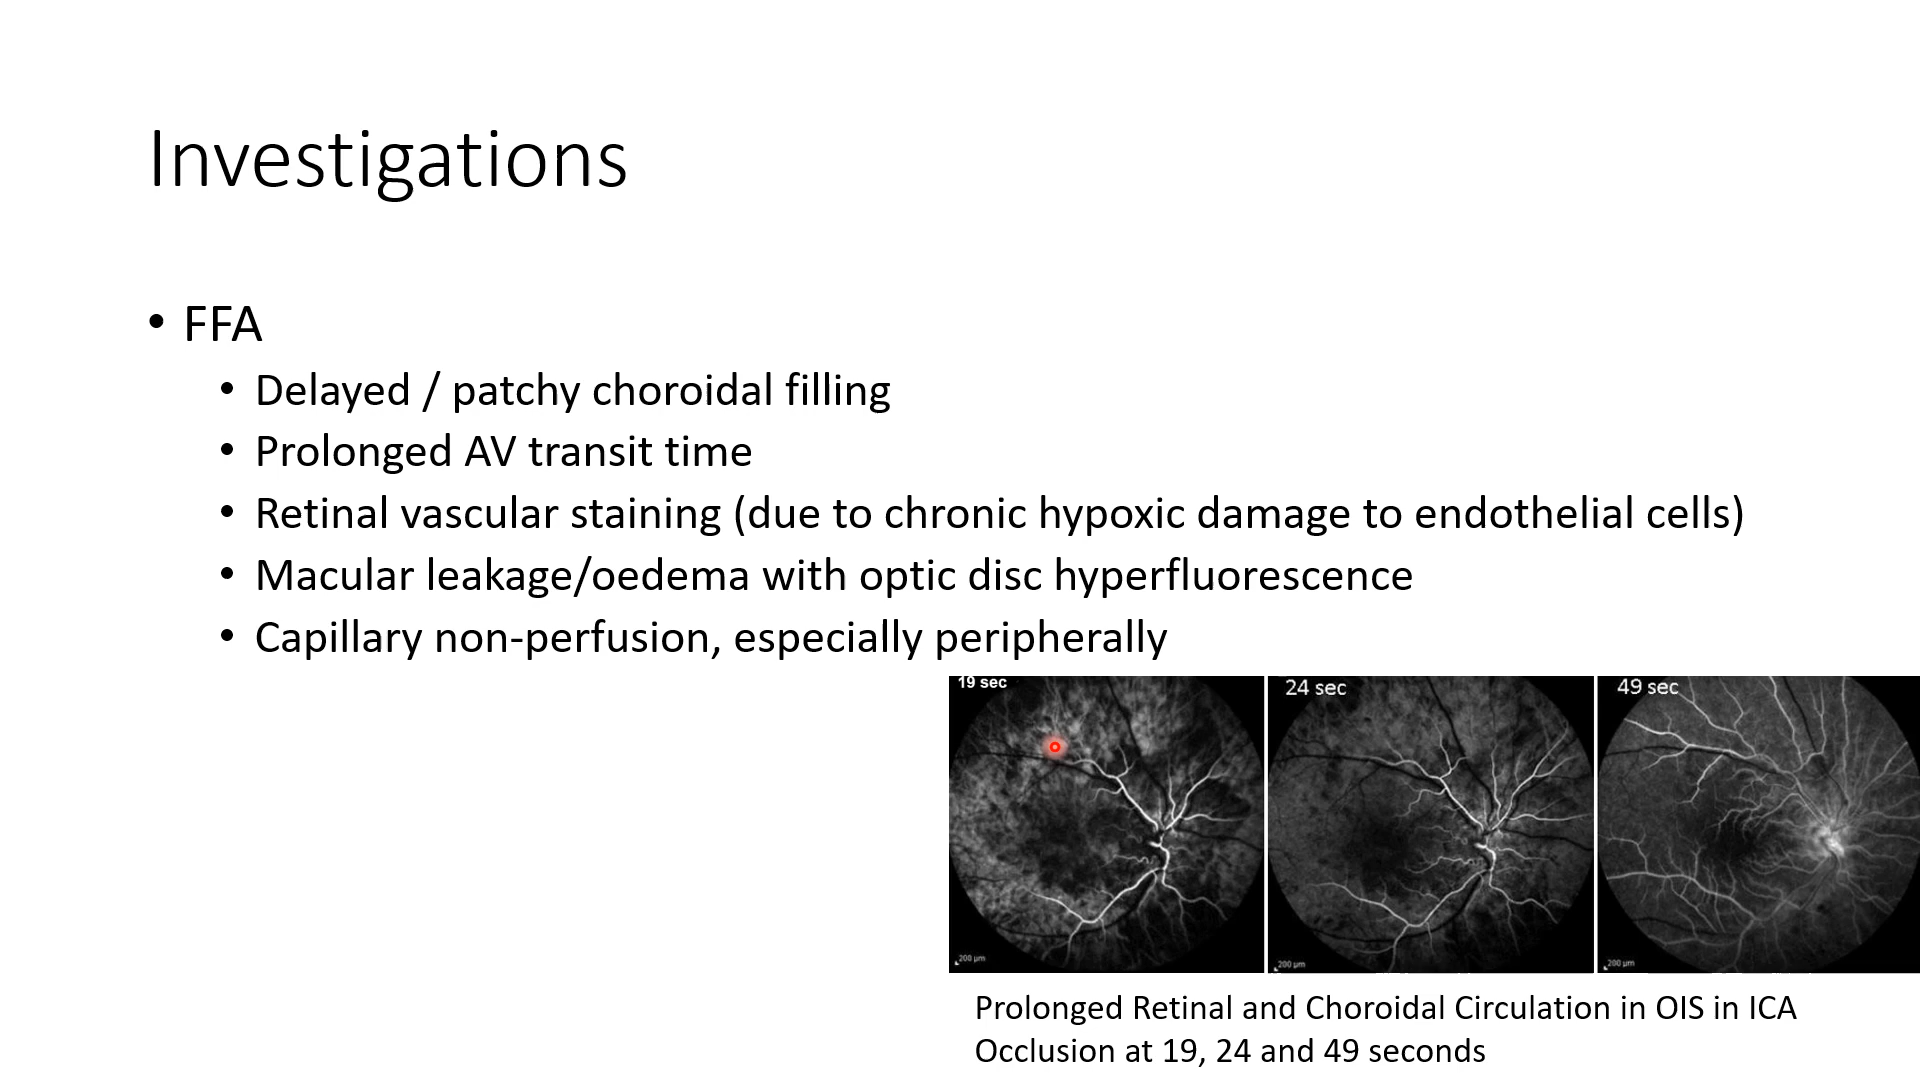 Investigations
• FFA
• Delayed / patchy choroidal filling
• Prolonged AV transit time
• Retinal vascular staining (due to chronic hypoxic damage to endothelial cells)
• Macular leakage/oedema with optic disc hyperfluorescence
• Capillary non-perfusion, especially peripherally
19 sec
24 sec
49 sec
200 µm
200 µm
200 µm
Prolonged Retinal and Choroidal Circulation in OIS in ICA
Occlusion at 19, 24 and 49 seconds